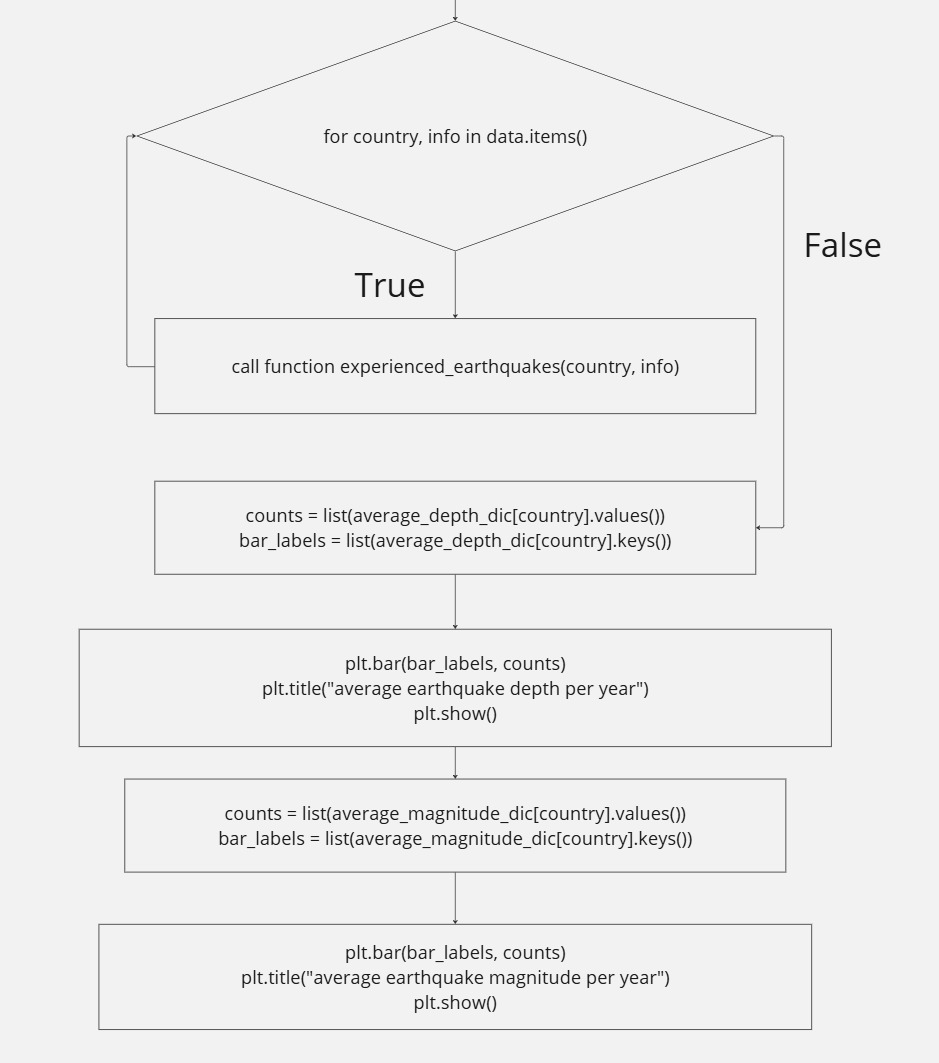 for country, info in data.items()
False
True
call function experienced_earthquakes(country, info)
counts = list(average_depth_dic[country].values())
bar_labels = list(average_depth_dic[country].keys())
plt.bar(bar_labels, counts)
plt.title("average earthquake depth per year")
plt.show()
counts = list(average_magnitude_dic[country].values())
bar_labels = list(average_magnitude_dic[country].keys())
plt.bar(bar_labels, counts)
plt.title("average earthquake magnitude per year")
plt.show()